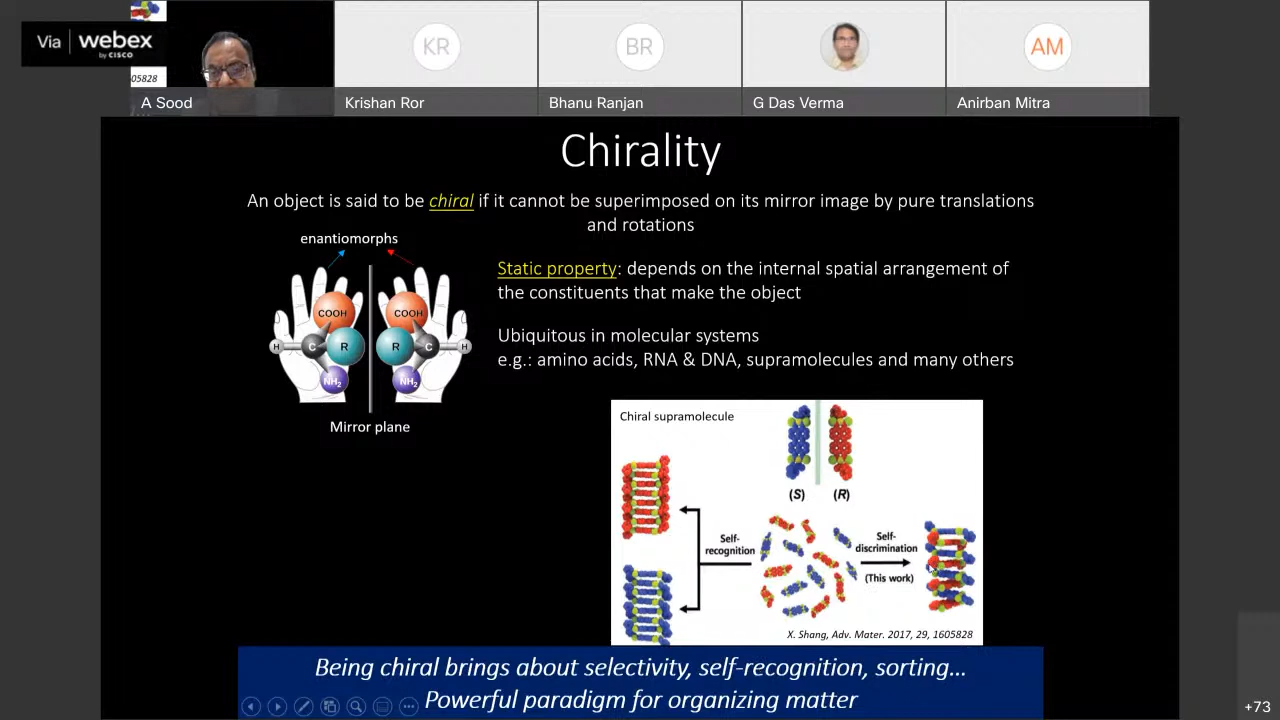 Via webex
by CISCO
05828
KR
BR
AM
A Sood
Krishan Ror
Bhanu Ranjan
G Das Verma
Anirban Mitra
Chirality
An object is said to be chiral if it cannot be superimposed on its mirror image by pure translations
and rotations
enantiomorphs
COOH
COOH
H
C
R
R
C
H
NH2
NH2
Mirror plane
Static property: depends on the internal spatial arrangement of
the constituents that make the object
Ubiquitous in molecular systems
e.g.: amino acids, RNA & DNA, supramolecules and many others
Chiral supramolecule
(S)
(R)
Self-
recognition
Self-
discrimination
(This work)
X. Shang, Adv. Mater. 2017, 29, 1605828
Being chiral brings about selectivity, self-recognition, sorting...
Powerful paradigm for organizing matter
+73